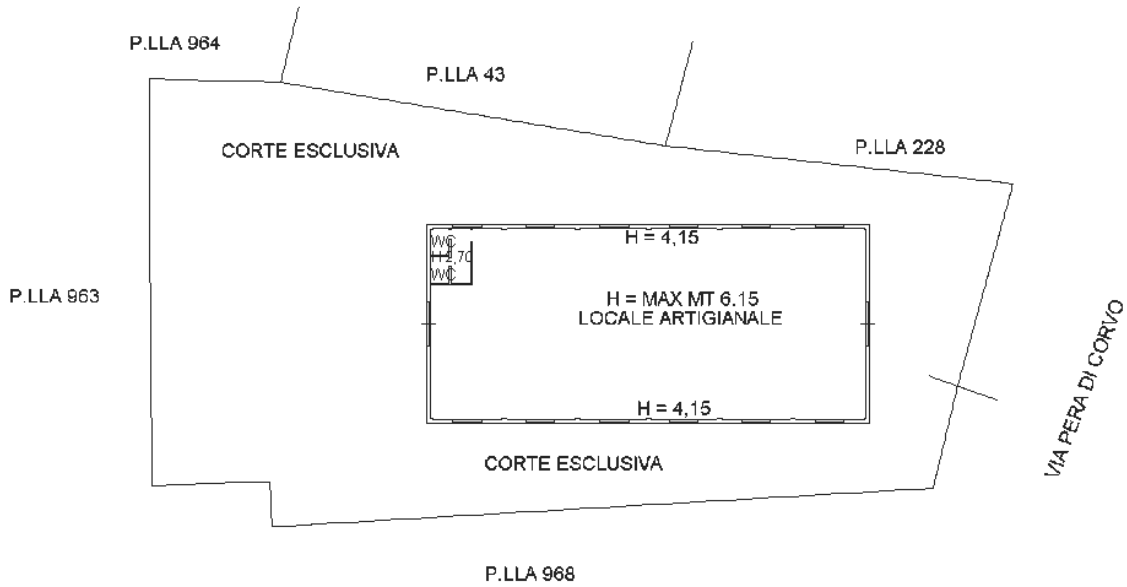 P.LLA 964
P.LLA 43
P.LLA 228
CORTE ESCLUSIVA
H = 4,15
WC
H 2,70
WC
P.LLA 963
H = MAX MT 6.15
LOCALE ARTIGIANALE
VIA PERA DI CORVO
H = 4,15
CORTE ESCLUSIVA
P.LLA 968